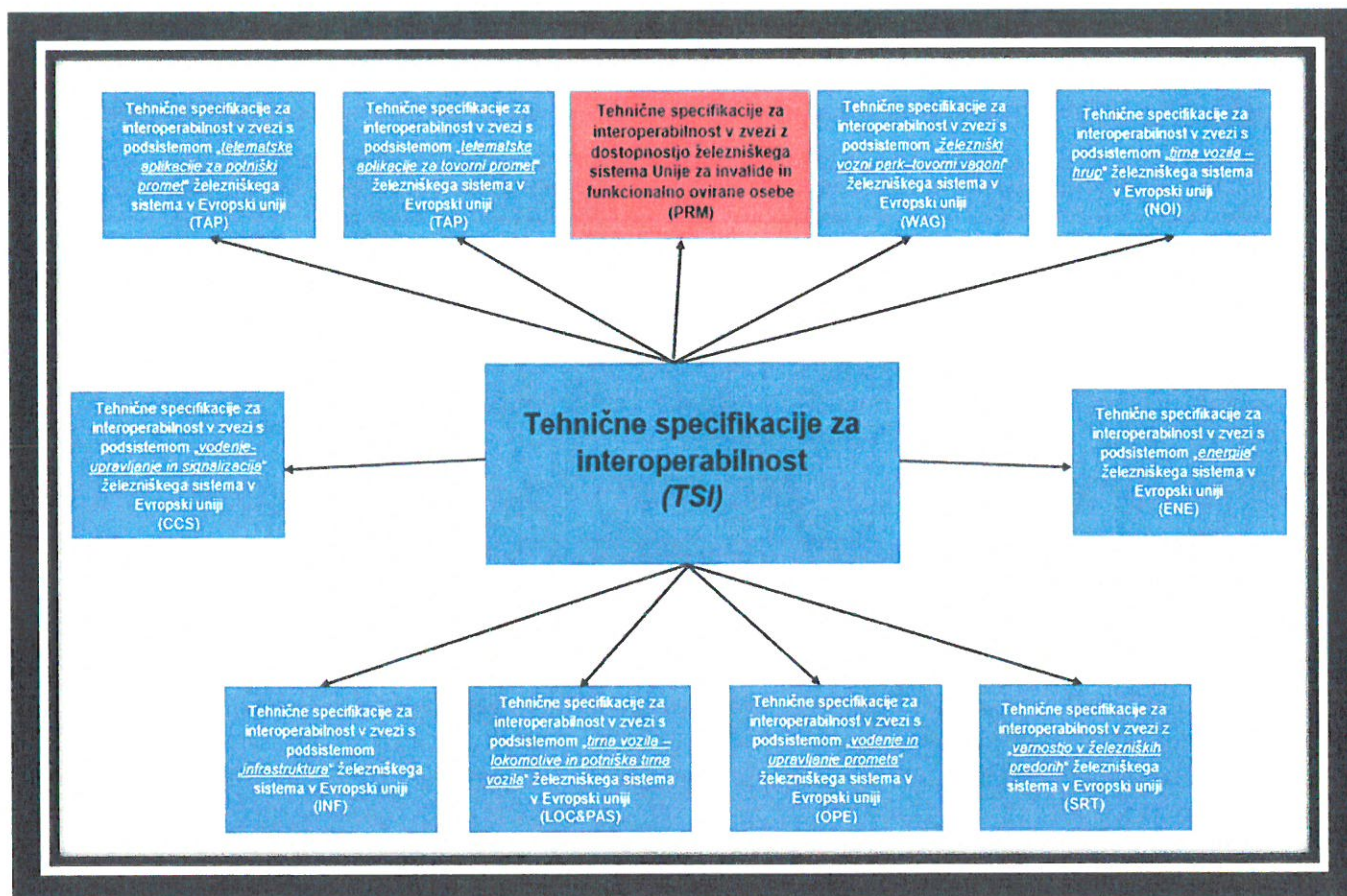 Tehnične specifikacije za
interoperabilnost v zvezi s
podsistemom „telematske
aplikacije za potniški
promet“ železniškega
sistema v Evropski uniji
(TAP)
Tehnične specifikacije za
interoperabilnost v zvezi s
podsistemom „telematske
aplikacije za tovorni promet“
železniškega sistema v
Evropski uniji
(TAP)
Tehnične specifikacije za
interoperabilnost v zvezi z
dostopnostjo železniškega
sistema Unije za invalide in
funkcionalno ovirane osebe
(PRM)
Tehnične specifikacije za
interoperabilnost v zvezi s
podsistemom „železniški
vozni park–tovorni vagoni“
železniškega sistema v
Evropski uniji
(WAG)
Tehnične specifikacije za
interoperabilnost v zvezi s
podsistemom „tirna vozila –
hrup“ železniškega sistema
v Evropski uniji
(NOI)
Tehnične specifikacije za
interoperabilnost v zvezi s
podsistemom „vodenje-
upravljanje in signalizacija“
železniškega sistema v
Evropski uniji
(CCS)
Tehnične specifikacije za
interoperabilnost
(TSI)
Tehnične specifikacije za
interoperabilnost v zvezi s
podsistemom „energija“
železniškega sistema v
Evropski uniji
(ENE)
Tehnične specifikacije za
interoperabilnost v zvezi s
podsistemom
„infrastruktura“ železniškega
sistema v Evropski uniji
(INF)
Tehnične specifikacije za
interoperabilnost v zvezi s
podsistemom „tirna vozila –
lokomotive in potniška tirna
vozila“ železniškega sistema
v Evropski uniji
(LOC&PAS)
Tehnične specifikacije za
interoperabilnost v zvezi s
podsistemom „vodenje in
upravljanje prometa“
železniškega sistema v
Evropski uniji
(OPE)
Tehnične specifikacije za
interoperabilnost v zvezi z
„varnostjo v železniških
predorih“ železniškega
sistema v Evropski uniji
(SRT)